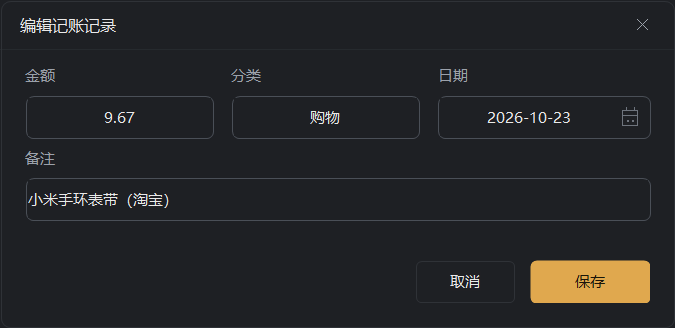 编辑记账记录
金额 分类 日期
9.67 购物 2026-10-23
备注
小米手环表带（淘宝）
取消 保存